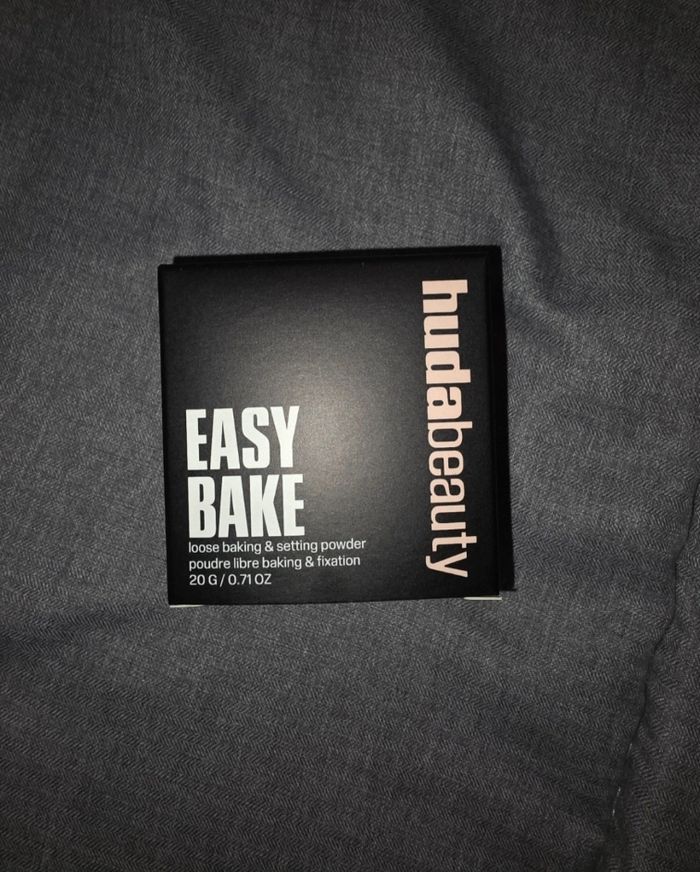 hudabeauty
EASY
BAKE
loose baking & setting powder
poudre libre baking & fixation
20 G / 0.71 OZ